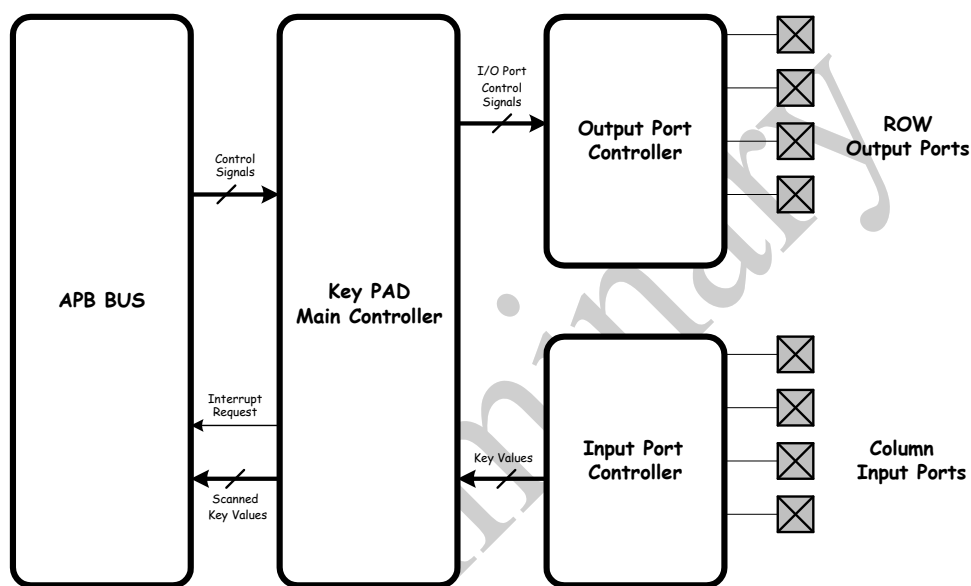 I/O Port
Control
Signals
Output Port
Controller
ROW
Output Ports
Control
Signals
APB BUS
Key PAD
Main Controller
Interrupt
Request
Scanned
Key Values
Key Values
Input Port
Controller
Column
Input Ports
minary